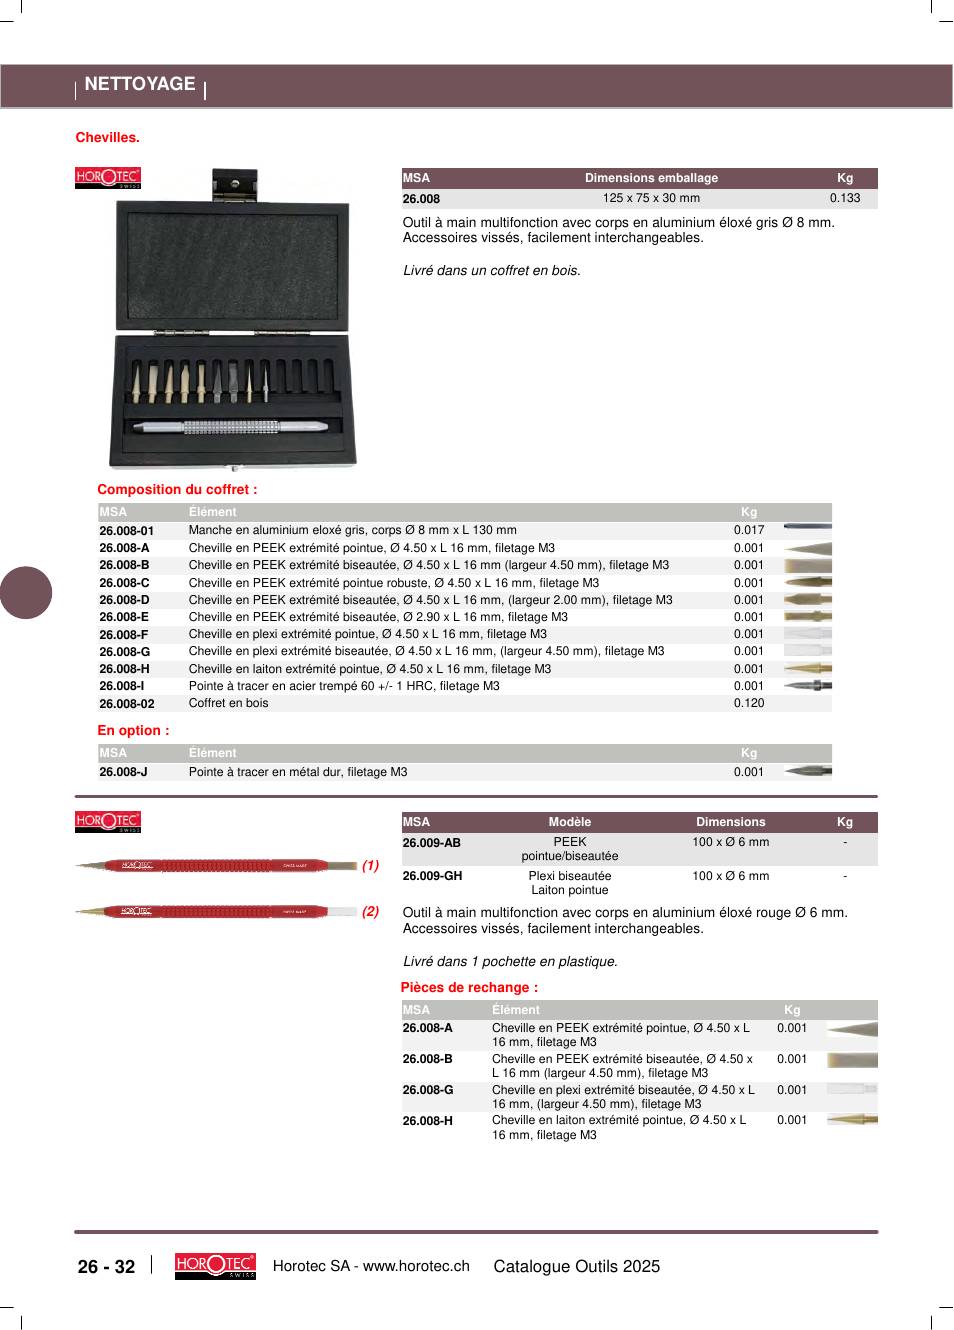 NETTOYAGE
Chevilles.
HOROTEC®
SWISS
MSA Dimensions emballage Kg
26.008 125 x 75 x 30 mm 0.133
Outil à main multifonction avec corps en aluminium éloxé gris Ø 8 mm.
Accessoires vissés, facilement interchangeables.
Livré dans un coffret en bois.
Composition du coffret :
MSA Élément Kg
26.008-01 Manche en aluminium eloxé gris, corps Ø 8 mm x L 130 mm 0.017
26.008-A Cheville en PEEK extrémité pointue, Ø 4.50 x L 16 mm, filetage M3 0.001
26.008-B Cheville en PEEK extrémité biseautée, Ø 4.50 x L 16 mm (largeur 4.50 mm), filetage M3 0.001
26.008-C Cheville en PEEK extrémité pointue robuste, Ø 4.50 x L 16 mm, filetage M3 0.001
26.008-D Cheville en PEEK extrémité biseautée, Ø 4.50 x L 16 mm, (largeur 2.00 mm), filetage M3 0.001
26.008-E Cheville en PEEK extrémité biseautée, Ø 2.90 x L 16 mm, filetage M3 0.001
26.008-F Cheville en plexi extrémité pointue, Ø 4.50 x L 16 mm, filetage M3 0.001
26.008-G Cheville en plexi extrémité biseautée, Ø 4.50 x L 16 mm, (largeur 4.50 mm), filetage M3 0.001
26.008-H Cheville en laiton extrémité pointue, Ø 4.50 x L 16 mm, filetage M3 0.001
26.008-I Pointe à tracer en acier trempé 60 +/- 1 HRC, filetage M3 0.001
26.008-02 Coffret en bois 0.120
En option :
MSA Élément Kg
26.008-J Pointe à tracer en métal dur, filetage M3 0.001
HOROTEC®
SWISS
MSA Modèle Dimensions Kg
26.009-AB PEEK 100 x Ø 6 mm -
pointue/biseautée
26.009-GH Plexi biseautée 100 x Ø 6 mm -
Laiton pointue
HOROTEC SWISS MADE (1)
HOROTEC SWISS MADE (2)
Outil à main multifonction avec corps en aluminium éloxé rouge Ø 6 mm.
Accessoires vissés, facilement interchangeables.
Livré dans 1 pochette en plastique.
Pièces de rechange :
MSA Élément Kg
26.008-A Cheville en PEEK extrémité pointue, Ø 4.50 x L 0.001
16 mm, filetage M3
26.008-B Cheville en PEEK extrémité biseautée, Ø 4.50 x 0.001
L 16 mm (largeur 4.50 mm), filetage M3
26.008-G Cheville en plexi extrémité biseautée, Ø 4.50 x L 0.001
16 mm, (largeur 4.50 mm), filetage M3
26.008-H Cheville en laiton extrémité pointue, Ø 4.50 x L 0.001
16 mm, filetage M3
26 - 32 HOROTEC® SWISS Horotec SA - www.horotec.ch Catalogue Outils 2025